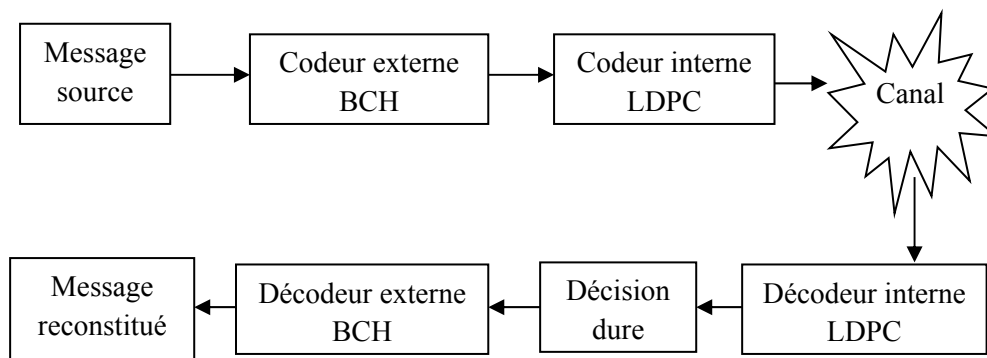 Message
source
Codeur externe
BCH
Codeur interne
LDPC
Canal
Message
reconstitué
Décodeur externe
BCH
Décision
dure
Décodeur interne
LDPC